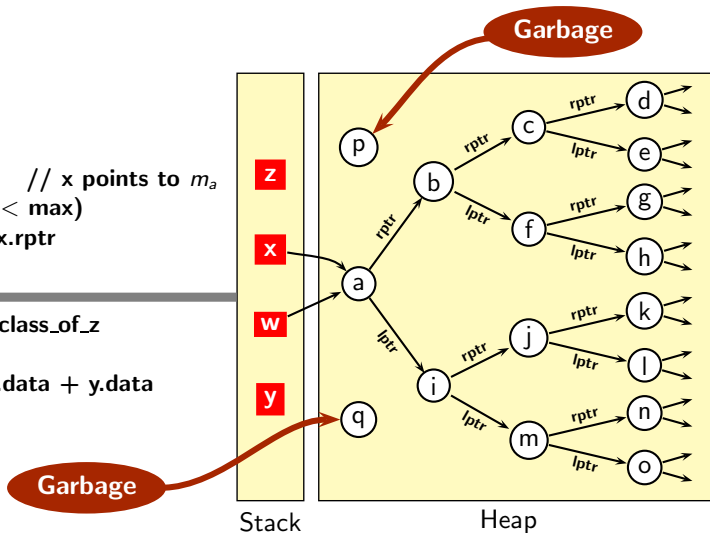 Garbage
// x points to mₐ
< max)
x.rptr
class_of_z
.data + y.data
Garbage
z
x
w
y
Stack
p
q
a
b
i
c
f
j
m
d
e
g
h
k
l
n
o
rptr
lptr
rptr
lptr
rptr
lptr
rptr
lptr
rptr
lptr
rptr
lptr
rptr
lptr
Heap